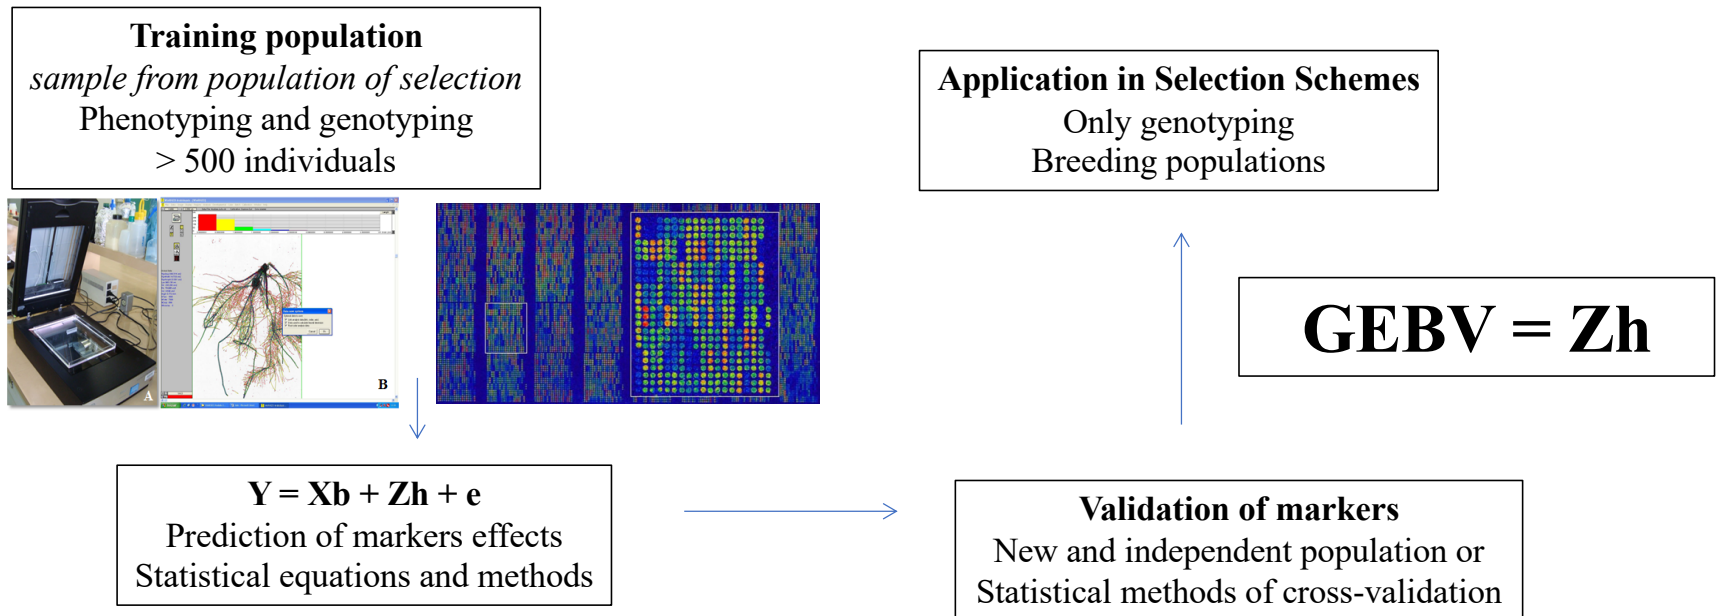 Training population
sample from population of selection
Phenotyping and genotyping
> 500 individuals
A
B
Y = Xb + Zh + e
Prediction of markers effects
Statistical equations and methods
Validation of markers
New and independent population or
Statistical methods of cross-validation
Application in Selection Schemes
Only genotyping
Breeding populations
GEBV = Zh